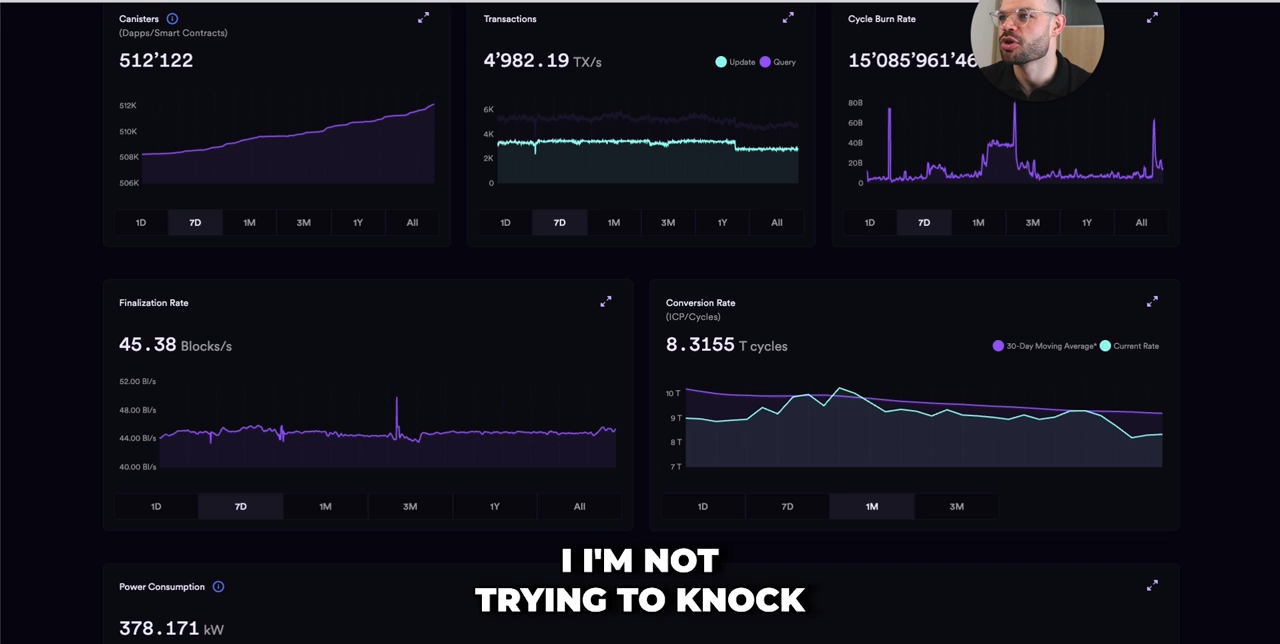 Canisters
(Dapps/Smart Contracts)
512'122
512K
510K
508K
506K
1D 7D 1M 3M 1Y All
Transactions
4'982.19 TX/s
Update Query
6K
4K
2K
0
1D 7D 1M 3M 1Y All
Cycle Burn Rate
15'085'961'46
80B
60B
40B
20B
0
1D 7D 1M 3M 1Y All
Finalization Rate
45.38 Blocks/s
52.00 Bl/s
48.00 Bl/s
44.00 Bl/s
40.00 Bl/s
1D 7D 1M 3M 1Y All
Conversion Rate
(ICP/Cycles)
8.3155 T cycles
30-Day Moving Average* Current Rate
10 T
9 T
8 T
7 T
1D 7D 1M 3M
Power Consumption
378.171 kW
I I'M NOT
TRYING TO KNOCK